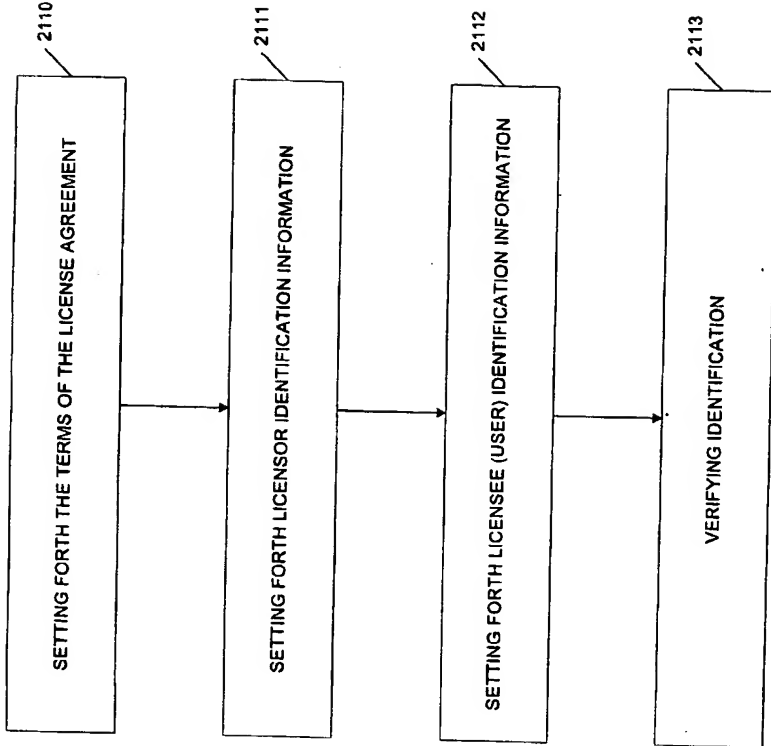 2110
SETTING FORTH THE TERMS OF THE LICENSE AGREEMENT
2111
SETTING FORTH LICENSOR IDENTIFICATION INFORMATION
2112
SETTING FORTH LICENSEE (USER) IDENTIFICATION INFORMATION
2113
VERIFYING IDENTIFICATION